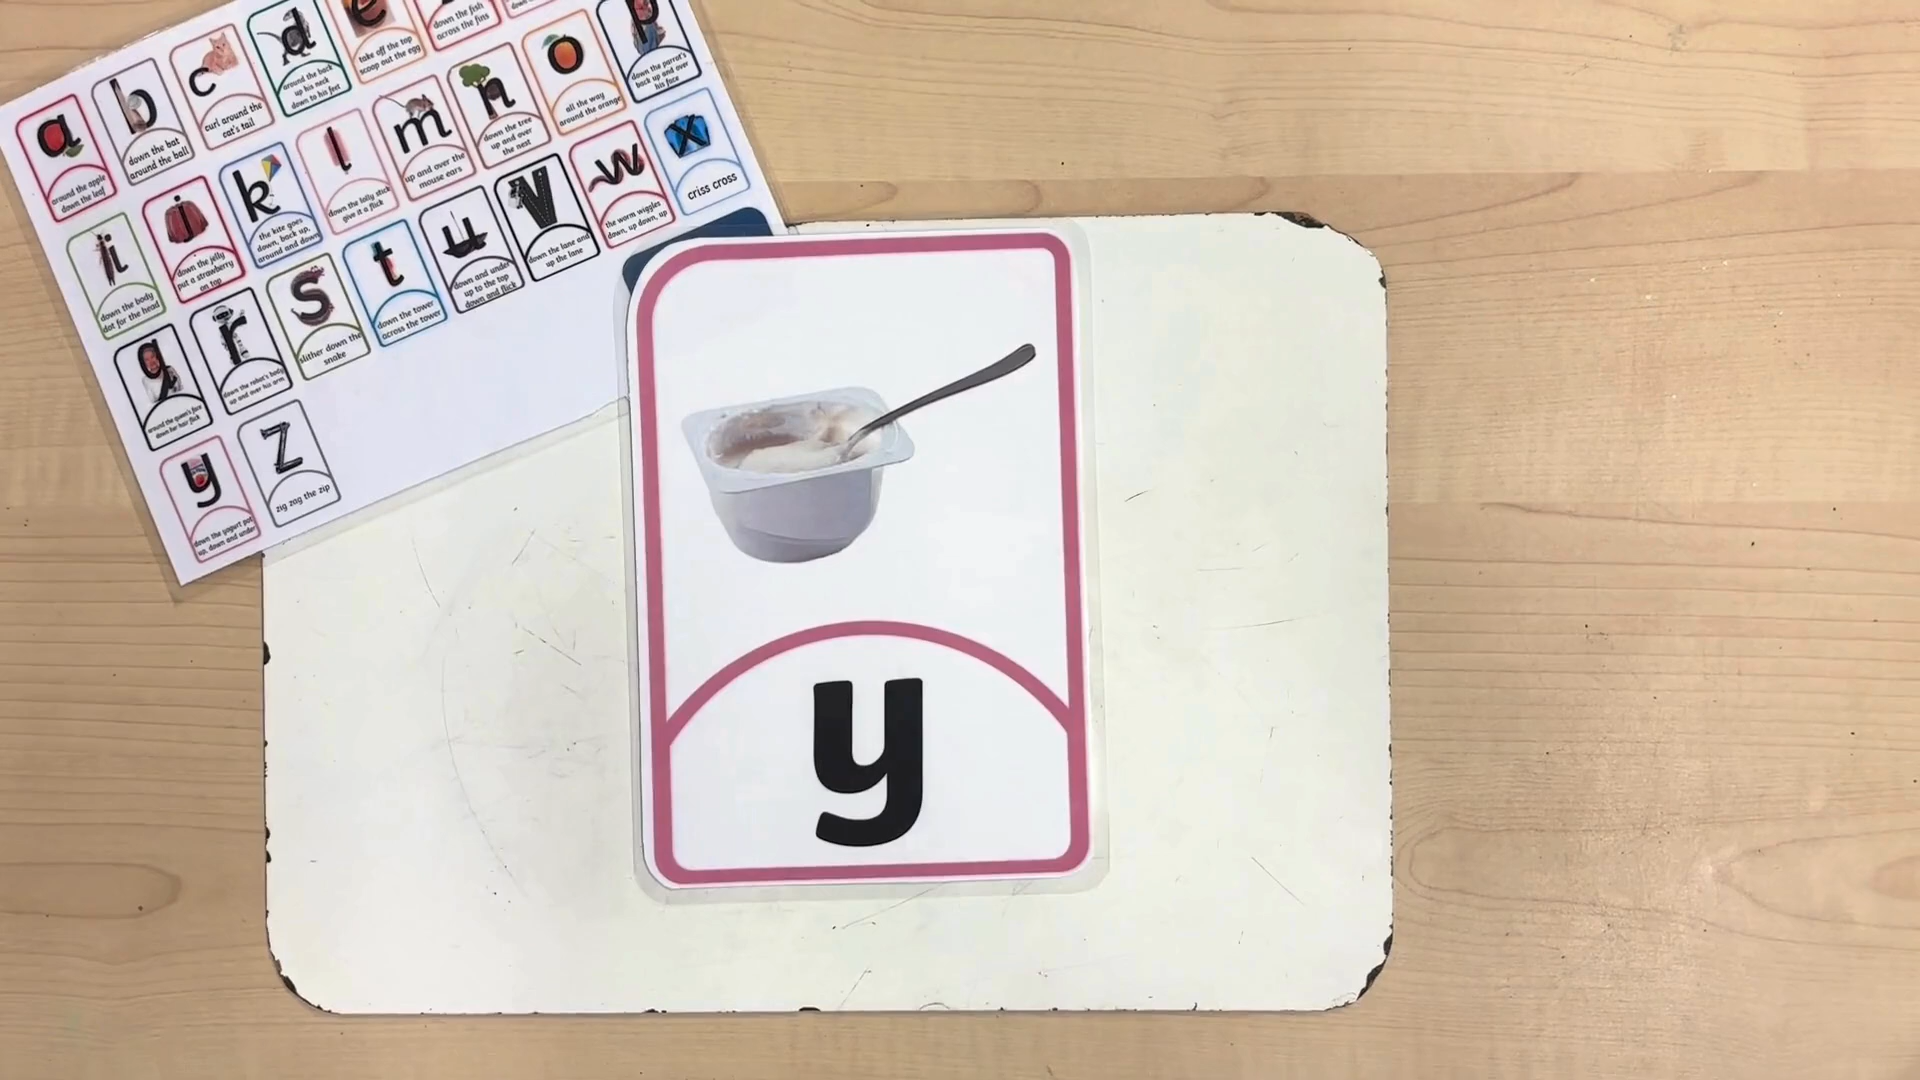 a
around the apple
down the leaf
b
down the bat
around the ball
c
curl around the
cat's tail
d
around the back
up his neck
down to his feet
e
take off the top
scoop out the egg
down the fish
across the fins
i
down the body
dot for the head
j
down the jelly
put a strawberry
on top
k
the kite goes
down, back up,
around and down
l
down the lolly stick
give it a flick
m
up and over the
mouse ears
n
down the tree
up and over
the nest
o
all the way
around the orange
p
down the parrot's
back up and over
his face
q
around the queen's face
down her hair flick
r
down the robot's body
up and over his arm
s
slither down the
snake
t
down the tower
across the tower
u
down and under
up to the top
down and flick
v
down the lane and
up the lane
w
the worm wiggles
down, up down, up
x
criss cross
y
down the yogurt pot
up, down and under
z
zig zag the zip
y